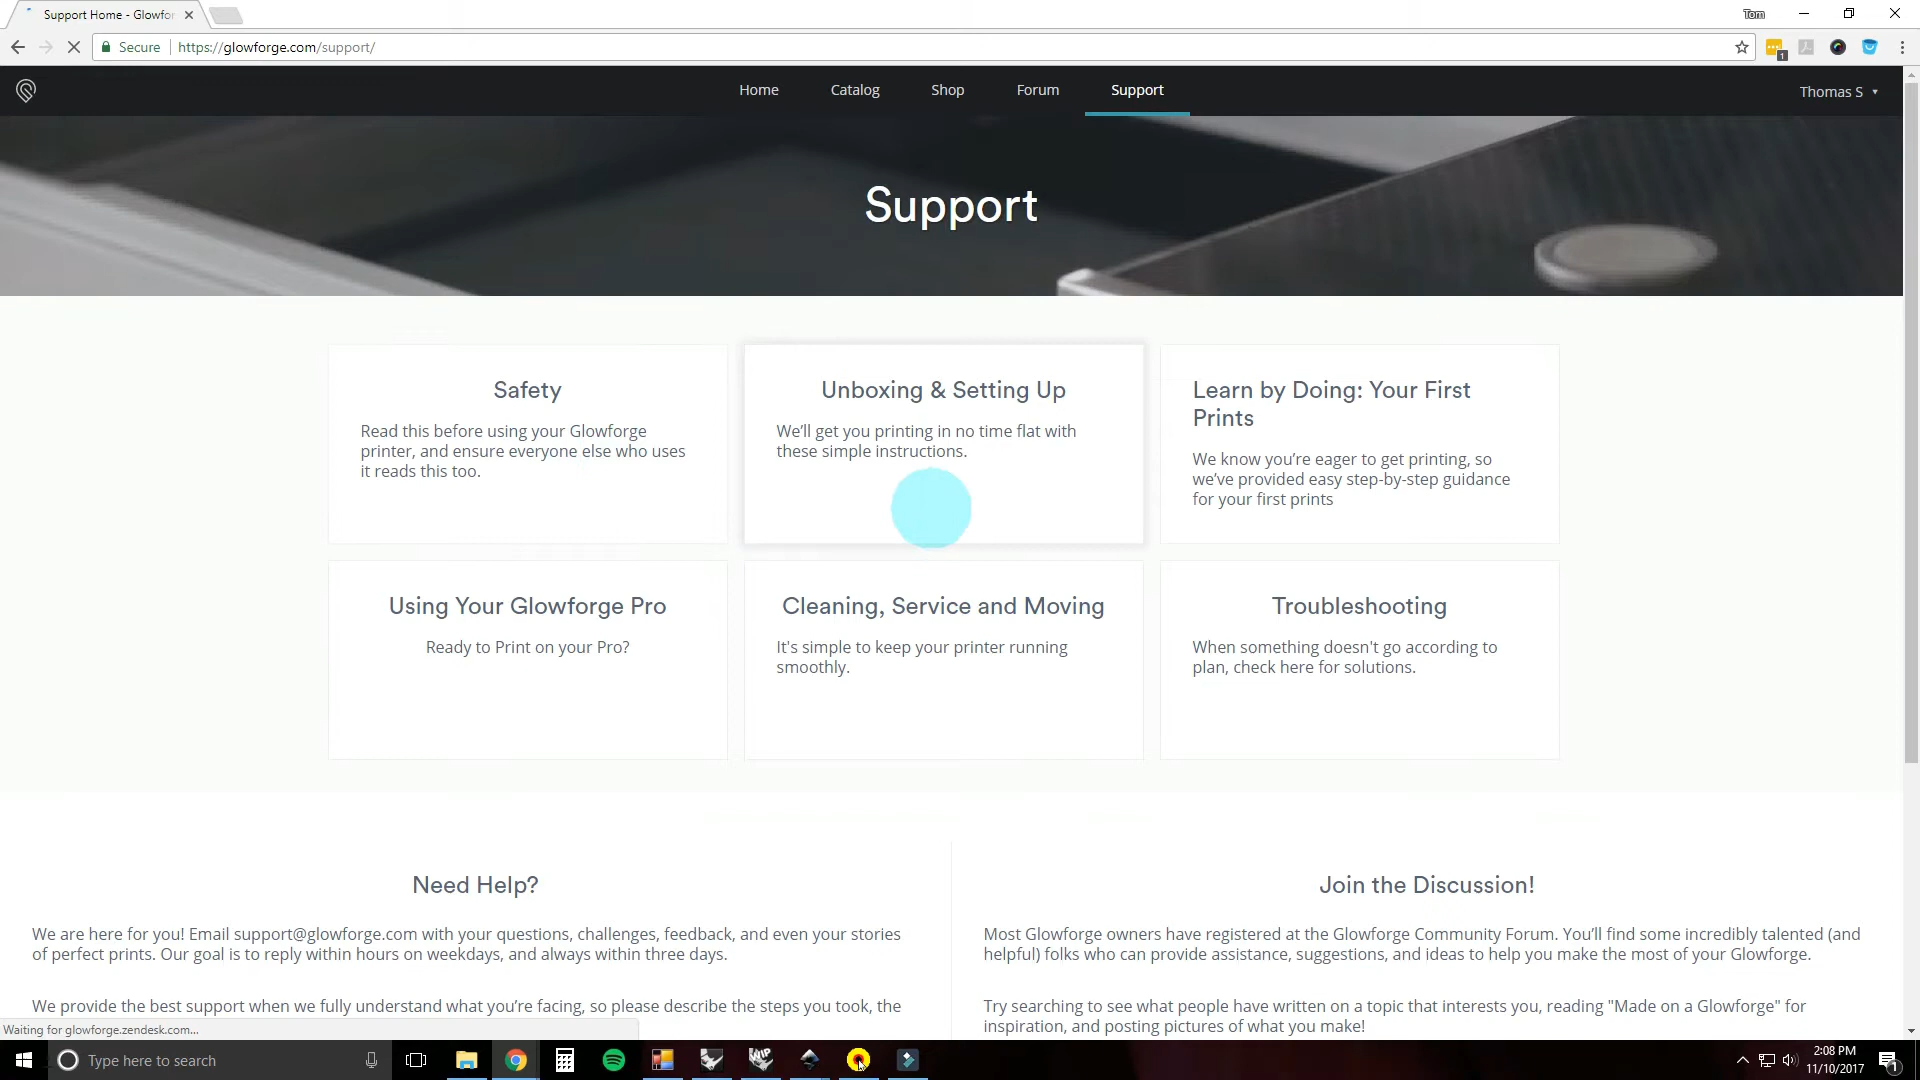 Support Home - Glowfor
Tom
Secure
https://glowforge.com/support/
1
Home
Catalog
Shop
Forum
Support
Thomas S
Support
Safety
Read this before using your Glowforge
printer, and ensure everyone else who uses
it reads this too.
Unboxing & Setting Up
We’ll get you printing in no time flat with
these simple instructions.
Learn by Doing: Your First
Prints
We know you’re eager to get printing, so
we’ve provided easy step-by-step guidance
for your first prints
Using Your Glowforge Pro
Ready to Print on your Pro?
Cleaning, Service and Moving
It's simple to keep your printer running
smoothly.
Troubleshooting
When something doesn't go according to
plan, check here for solutions.
Need Help?
We are here for you! Email support@glowforge.com with your questions, challenges, feedback, and even your stories
of perfect prints. Our goal is to reply within hours on weekdays, and always within three days.
We provide the best support when we fully understand what you’re facing, so please describe the steps you took, the
Join the Discussion!
Most Glowforge owners have registered at the Glowforge Community Forum. You’ll find some incredibly talented (and
helpful) folks who can provide assistance, suggestions, and ideas to help you make the most of your Glowforge.
Try searching to see what people have written on a topic that interests you, reading "Made on a Glowforge" for
inspiration, and posting pictures of what you make!
Waiting for glowforge.zendesk.com...
Type here to search
2:08 PM
11/10/2017
1